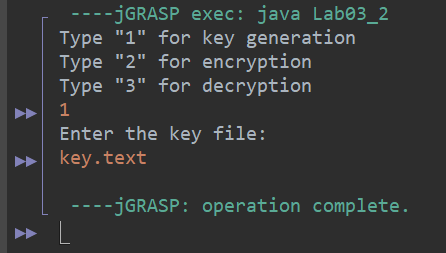 ----jGRASP exec: java Lab03_2
Type "1" for key generation
Type "2" for encryption
Type "3" for decryption
1
Enter the key file:
key.text
----jGRASP: operation complete.